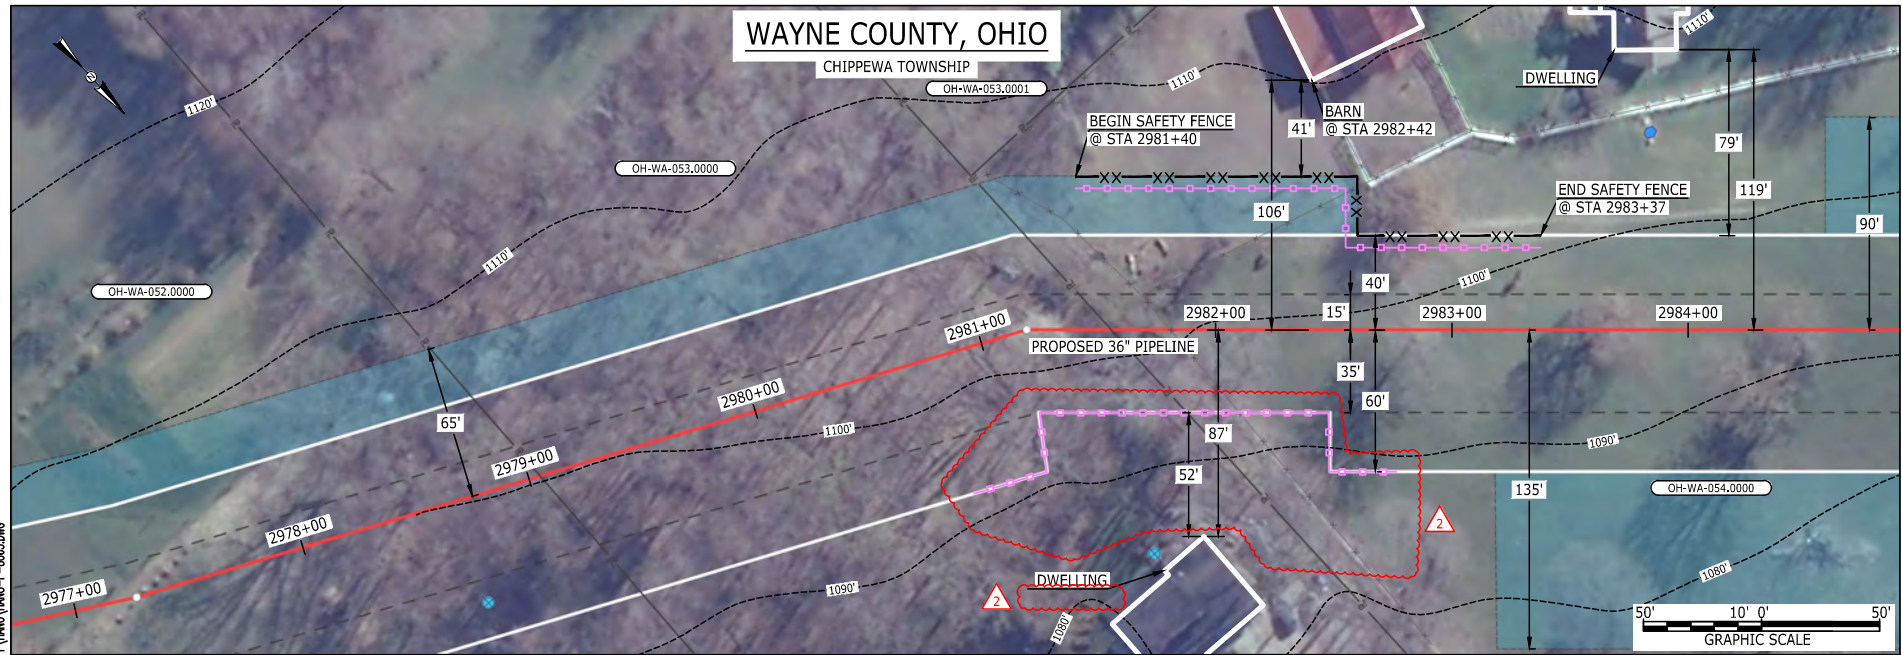 WAYNE COUNTY, OHIO
CHIPPEWA TOWNSHIP
N
1120'
OH-WA-053.0001
1110'
1110'
DWELLING
BEGIN SAFETY FENCE
@ STA 2981+40
41'
BARN
@ STA 2982+42
79'
OH-WA-053.0000
END SAFETY FENCE
@ STA 2983+37
119'
106'
90'
1110'
OH-WA-052.0000
40'
1100'
2981+00
2982+00
15'
2983+00
2984+00
PROPOSED 36" PIPELINE
35'
2980+00
60'
65'
1100'
87'
1090'
2979+00
52'
135'
OH-WA-054.0000
2
2978+00
2977+00
DWELLING
1090'
2
1080'
1080'
50' 10' 0' 50'
GRAPHIC SCALE